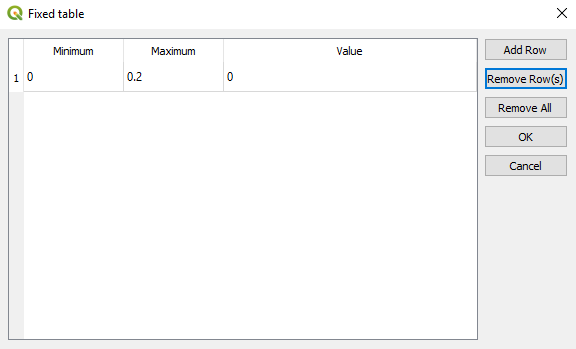 Fixed table
Minimum Maximum Value
1 0 0.2 0
Add Row
Remove Row(s)
Remove All
OK
Cancel